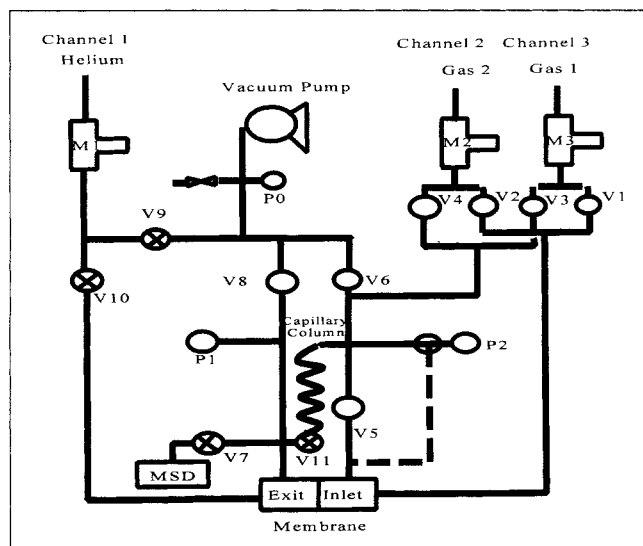 Channel 1
Helium
Channel 2
Channel 3
Gas 2
Gas 1
Vacuum Pump
M
M2
M3
P0
V4
V2
V3
V1
V9
V10
V8
V6
Capillary
Column
P1
P2
V5
V7
V11
MSD
Exit
Inlet
Membrane